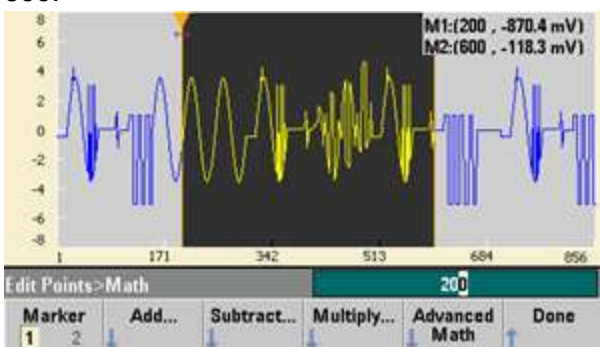 M1:(200 , -870.4 mV)
M2:(600 , -118.3 mV)
8
6
4
2
0
-2
-4
-6
-8
1 171 342 513 684 856
Edit Points>Math 200
Marker Add... Subtract... Multiply... Advanced Math Done
1 2